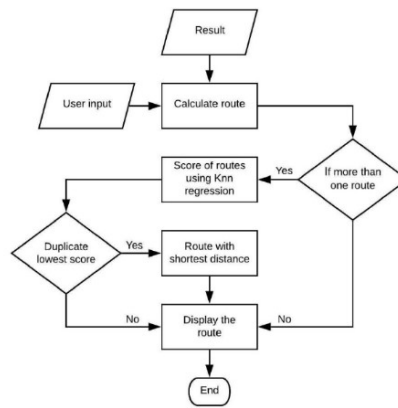 Result
User input
Calculate route
Score of routes
using Knn
regression
Yes
If more than
one route
Duplicate
lowest score
Yes
Route with
shortest distance
No
Display the
route
No
End